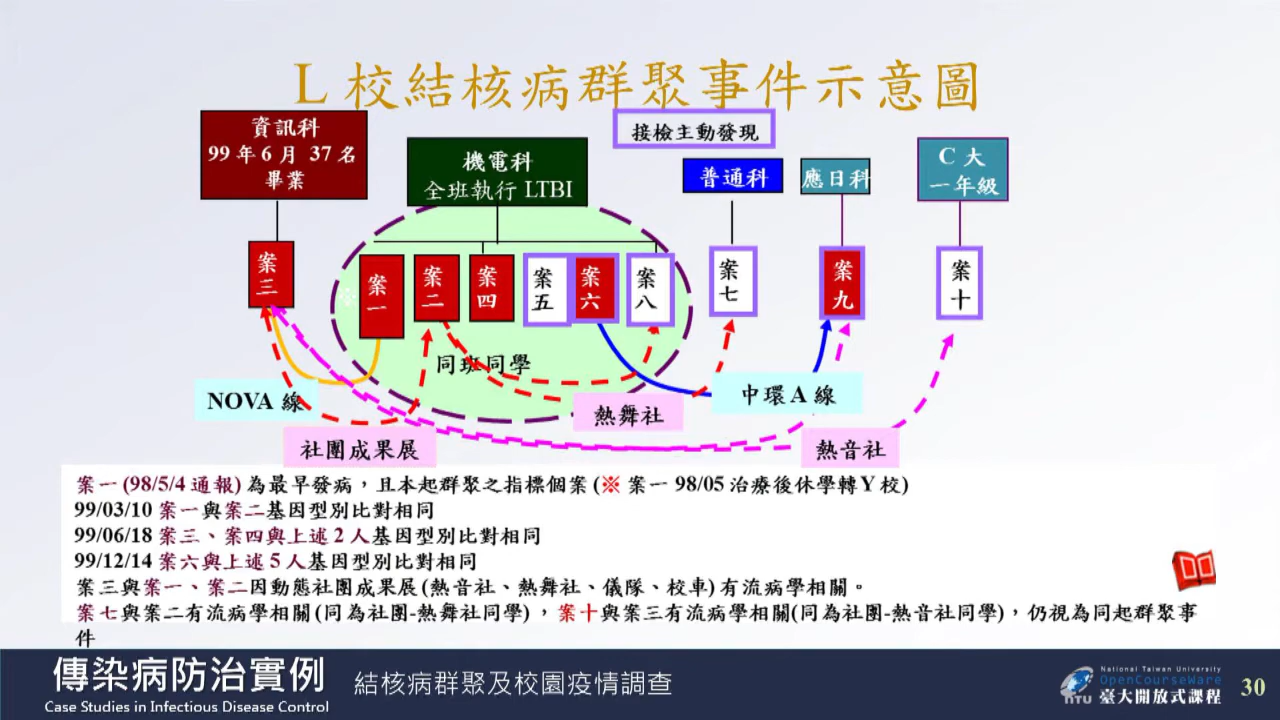 L 校結核病群聚事件示意圖
資訊科
99 年 6 月 37 名
畢業
機電科
全班執行 LTBI
接檢主動發現
普通科
應日科
C 大
一年級
案三
案一
案二
案四
案五
案六
案八
案七
案九
案十
同班同學
NOVA 線
中環 A 線
熱舞社
社團成果展
熱音社
案一 (98/5/4 通報) 為最早發病，且本起群聚之指標個案 (※ 案一 98/05 治療後休學轉 Y 校)
99/03/10 案一與案二基因型別比對相同
99/06/18 案三、案四與上述 2 人基因型別比對相同
99/12/14 案六與上述 5 人基因型別比對相同
案三與案一、案二因動態社團成果展 (熱音社、熱舞社、儀隊、校車) 有流病學相關。
案七與案二有流病學相關 (同為社團-熱舞社同學)，案十與案三有流病學相關(同為社團-熱音社同學)，仍視為同起群聚事
件
傳染病防治實例
Case Studies in Infectious Disease Control
結核病群聚及校園疫情調查
National Taiwan University
OpenCourseWare
NTU 臺大開放式課程
30